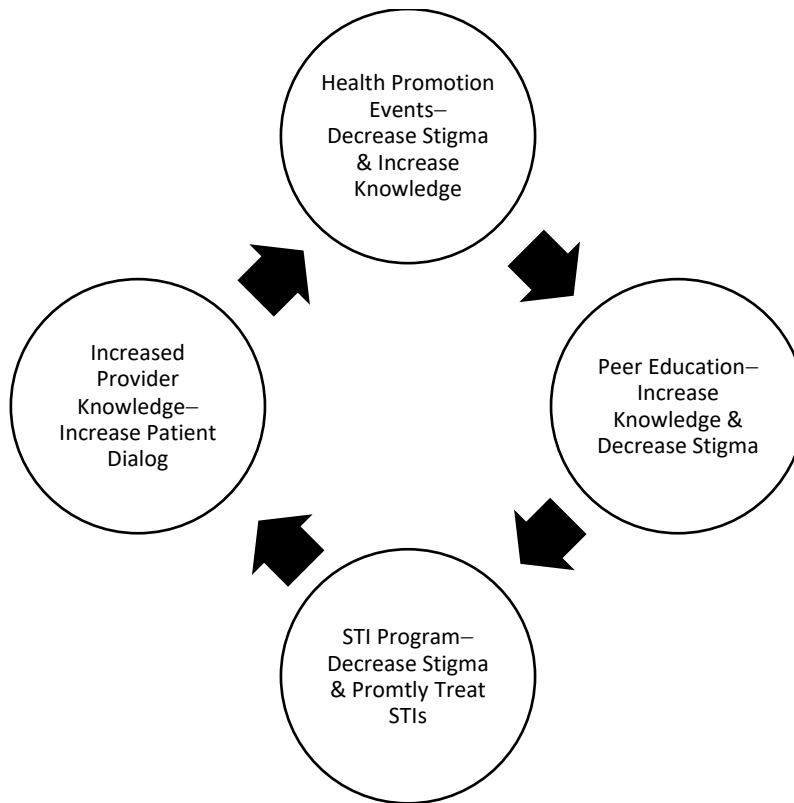 Health Promotion
Events–
Decrease Stigma
& Increase
Knowledge
Peer Education–
Increase
Knowledge &
Decrease Stigma
STI Program–
Decrease Stigma
& Promtly Treat
STIs
Increased
Provider
Knowledge–
Increase Patient
Dialog